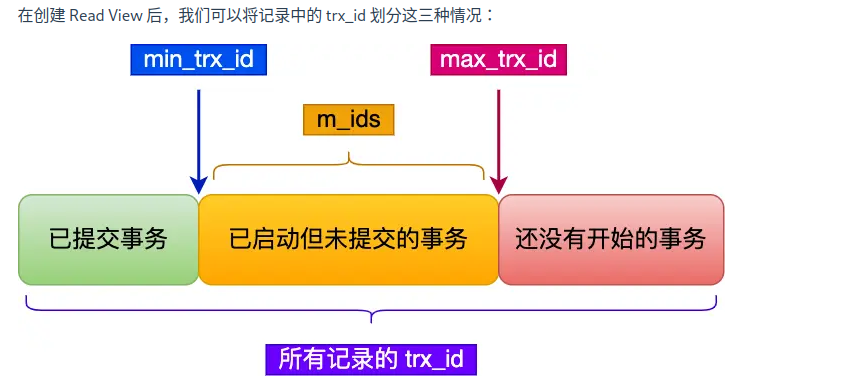 在创建 Read View 后，我们可以将记录中的 trx_id 划分这三种情况：
min_trx_id
max_trx_id
m_ids
已提交事务
已启动但未提交的事务
还没有开始的事务
所有记录的 trx_id